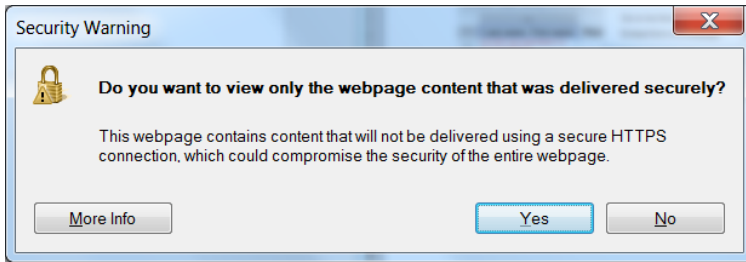 Security Warning
Do you want to view only the webpage content that was delivered securely?
This webpage contains content that will not be delivered using a secure HTTPS
connection, which could compromise the security of the entire webpage.
More Info
Yes
No